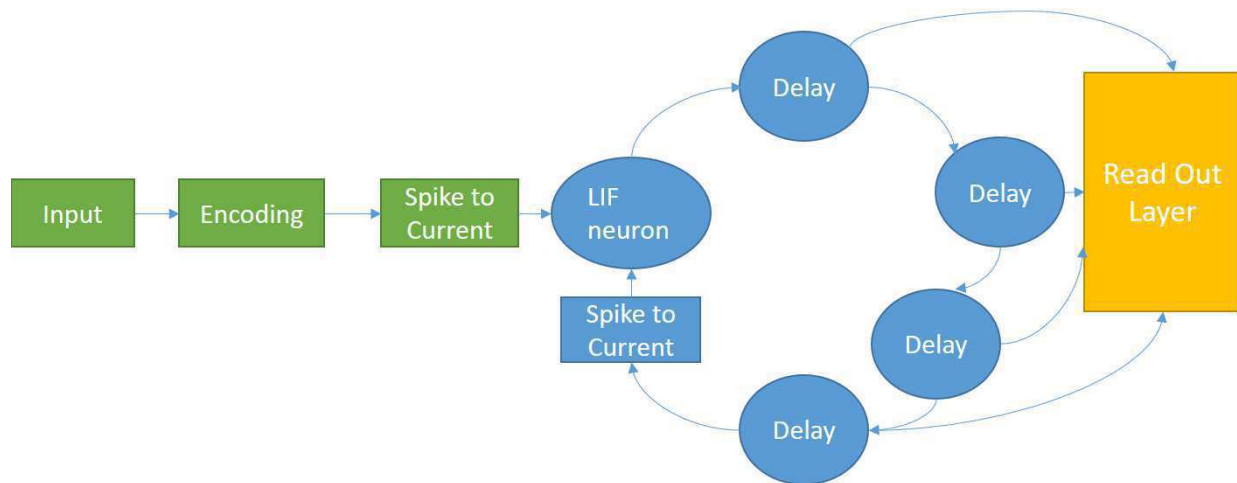 Input
Encoding
Spike to
Current
LIF
neuron
Spike to
Current
Delay
Delay
Delay
Delay
Read Out
Layer